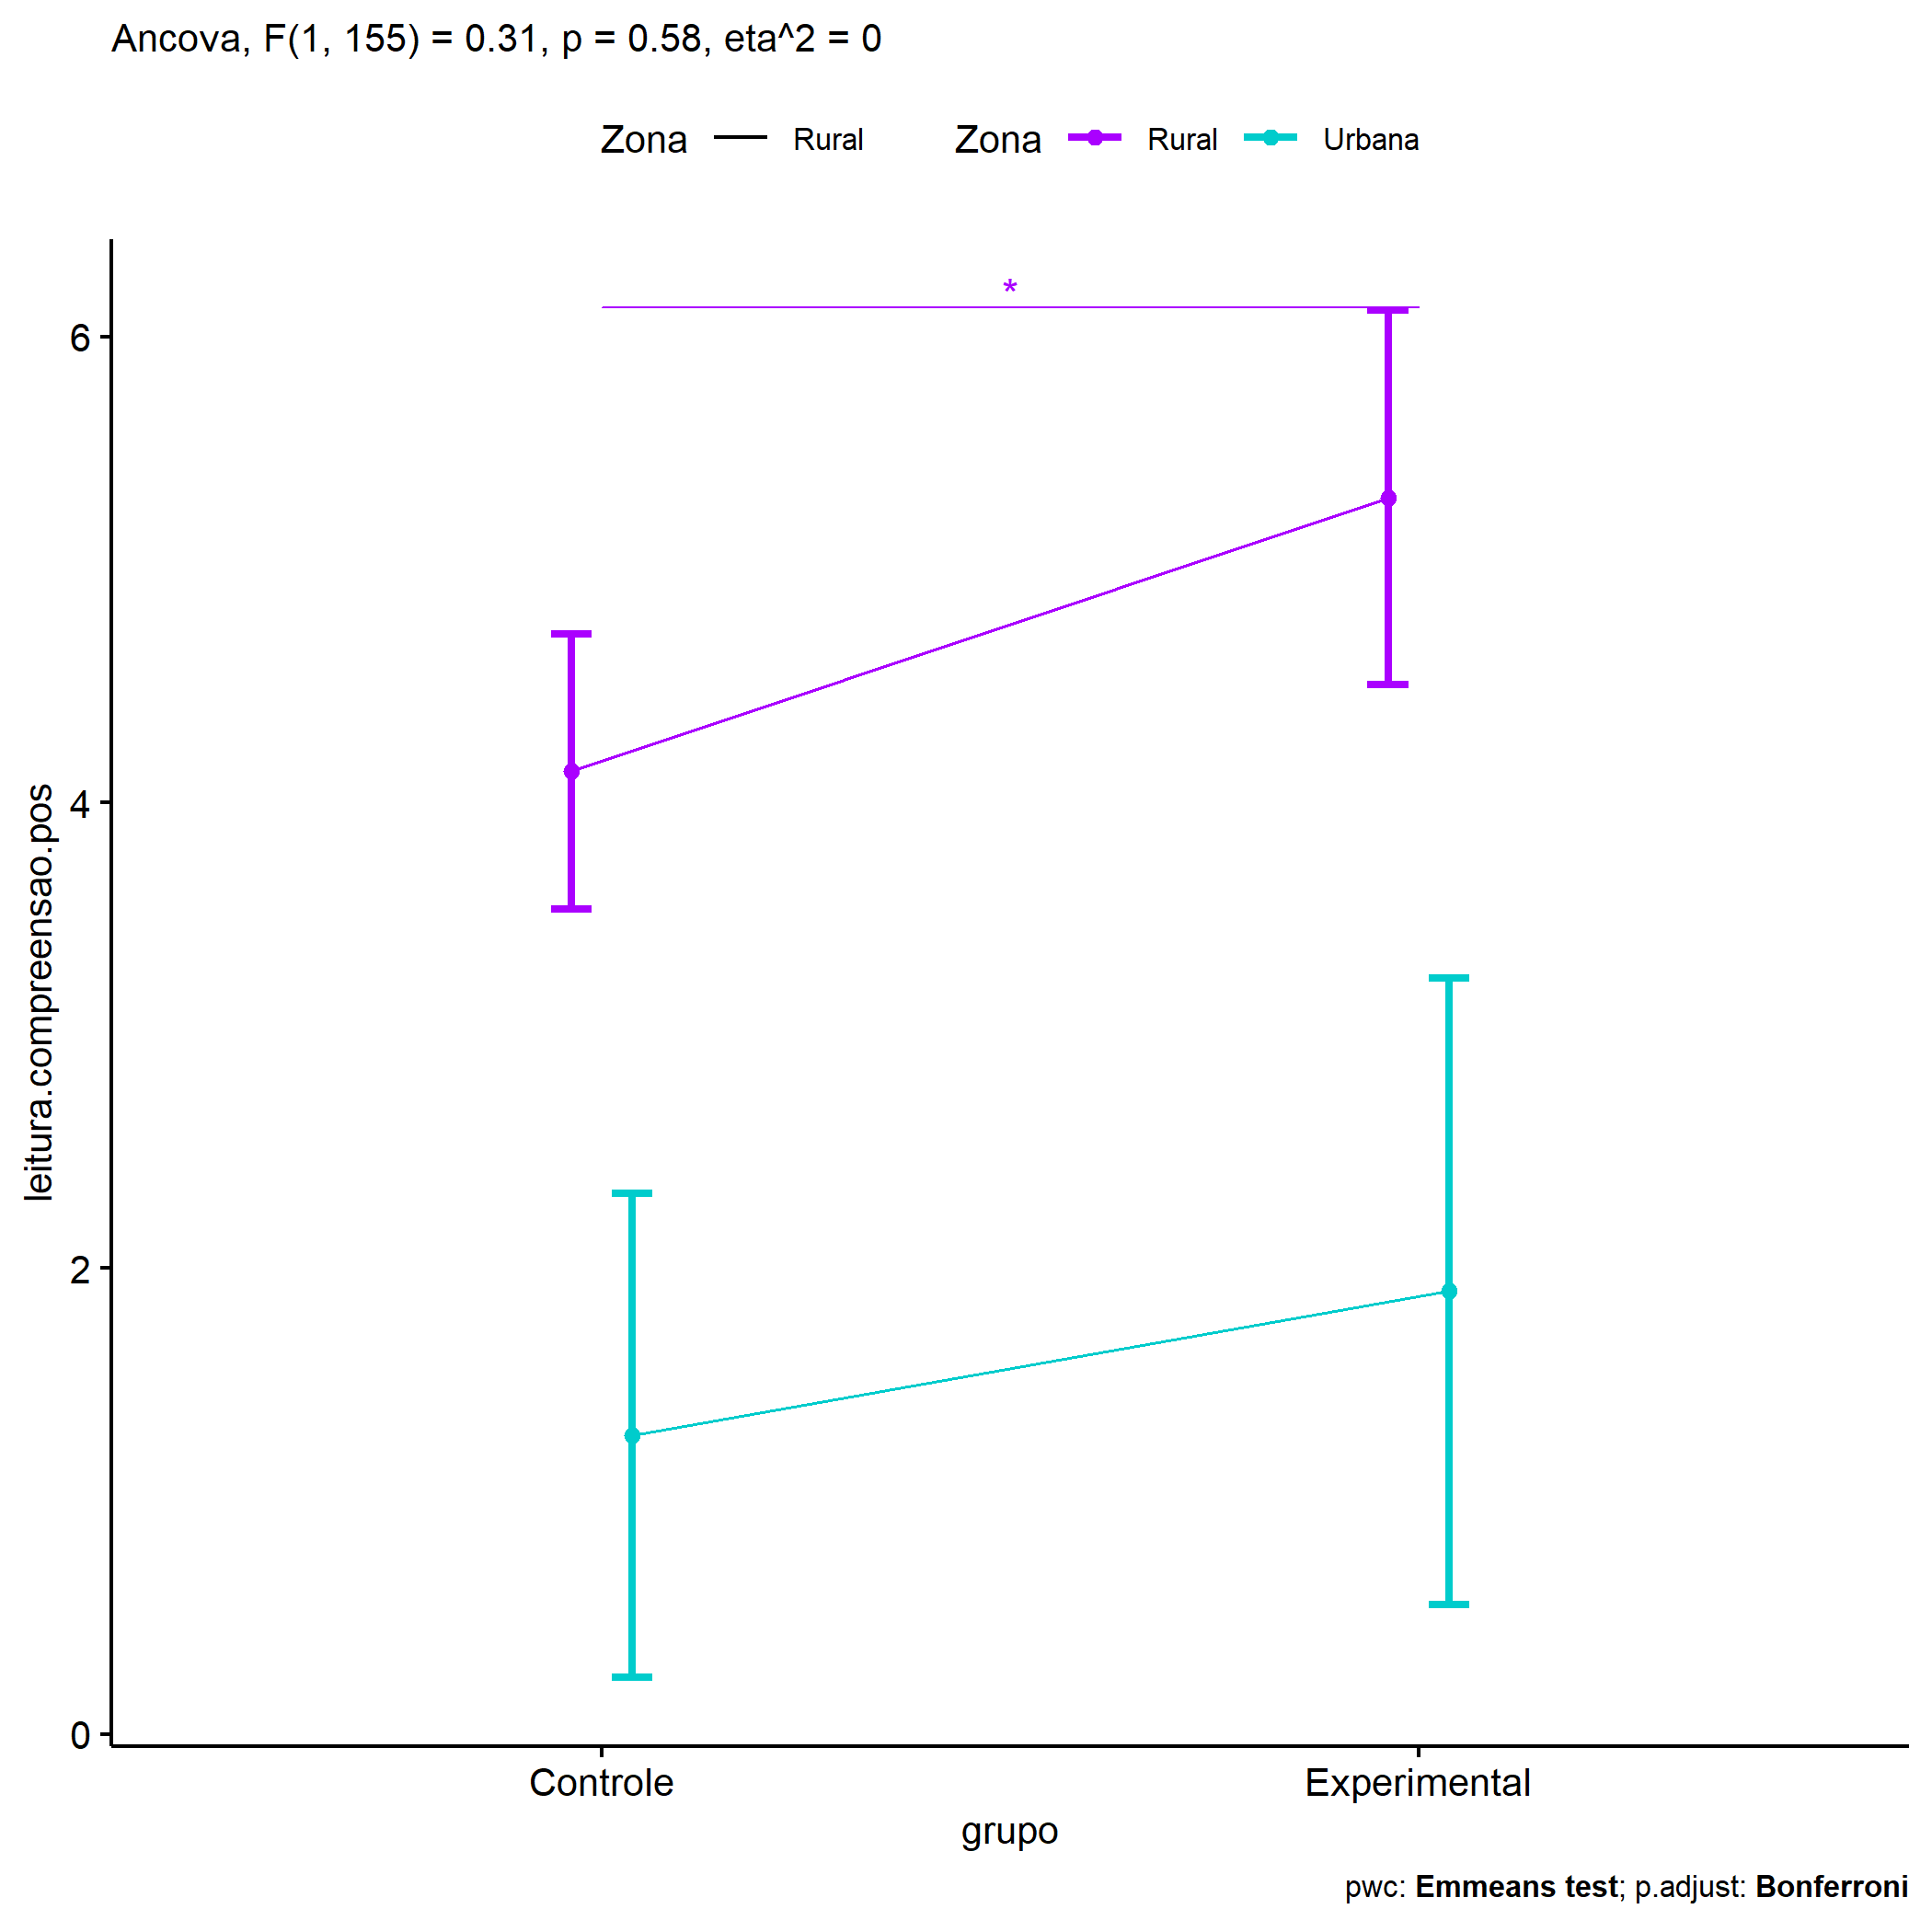 Ancova, F(1, 155) = 0.31, p = 0.58, eta^2 = 0
Zona Rural Zona Rural Urbana
*
6
4
2
0
leitura.compreensao.pos
Controle Experimental
grupo
pwc: Emmeans test; p.adjust: Bonferroni